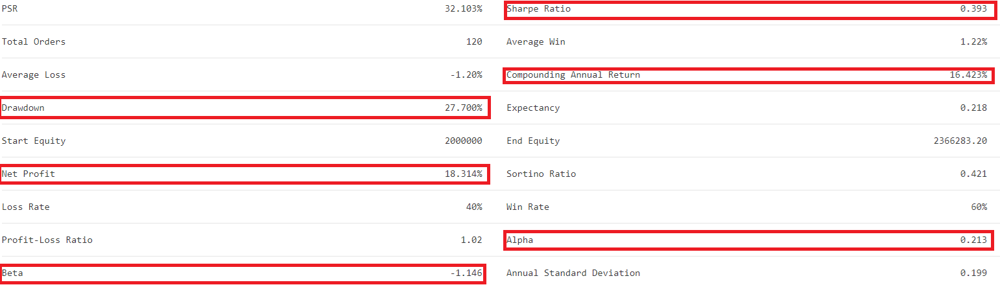 PSR 32.103% Sharpe Ratio 0.393
Total Orders 120 Average Win 1.22%
Average Loss -1.20% Compounding Annual Return 16.423%
Drawdown 27.700% Expectancy 0.218
Start Equity 2000000 End Equity 2366283.20
Net Profit 18.314% Sortino Ratio 0.421
Loss Rate 40% Win Rate 60%
Profit-Loss Ratio 1.02 Alpha 0.213
Beta -1.146 Annual Standard Deviation 0.199